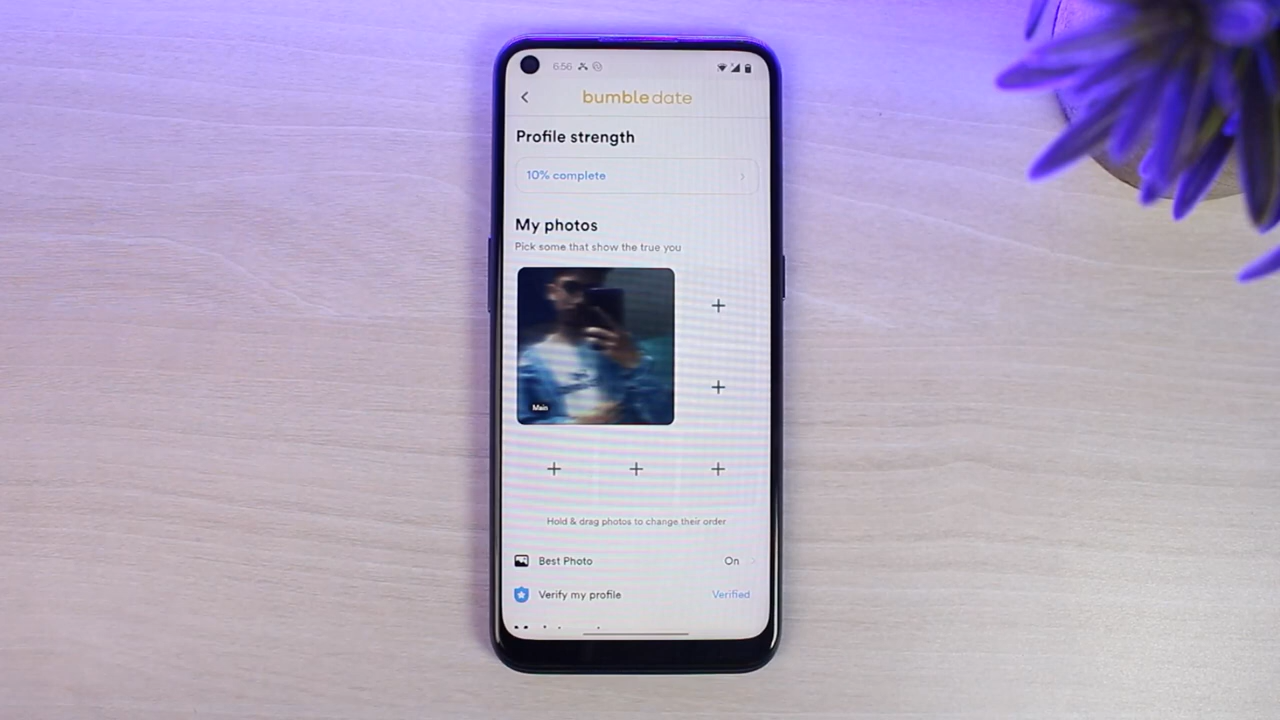 6:56
bumble date
Profile strength
10% complete
My photos
Pick some that show the true you
Main
Hold & drag photos to change their order
Best Photo On
Verify my profile Verified